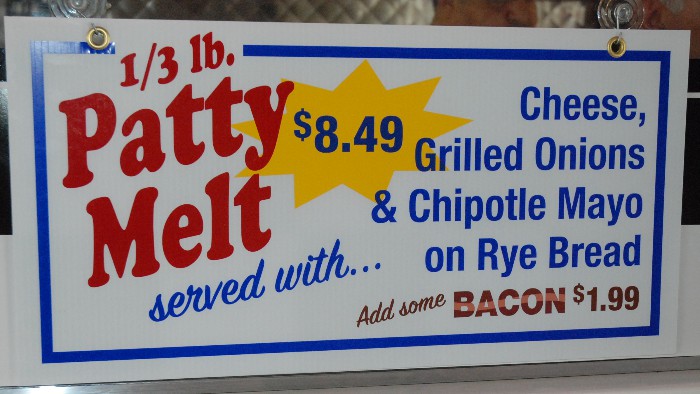 1/3 lb.
Patty
Melt
$8.49
served with...
Cheese,
Grilled Onions
& Chipotle Mayo
on Rye Bread
Add some BACON $1.99